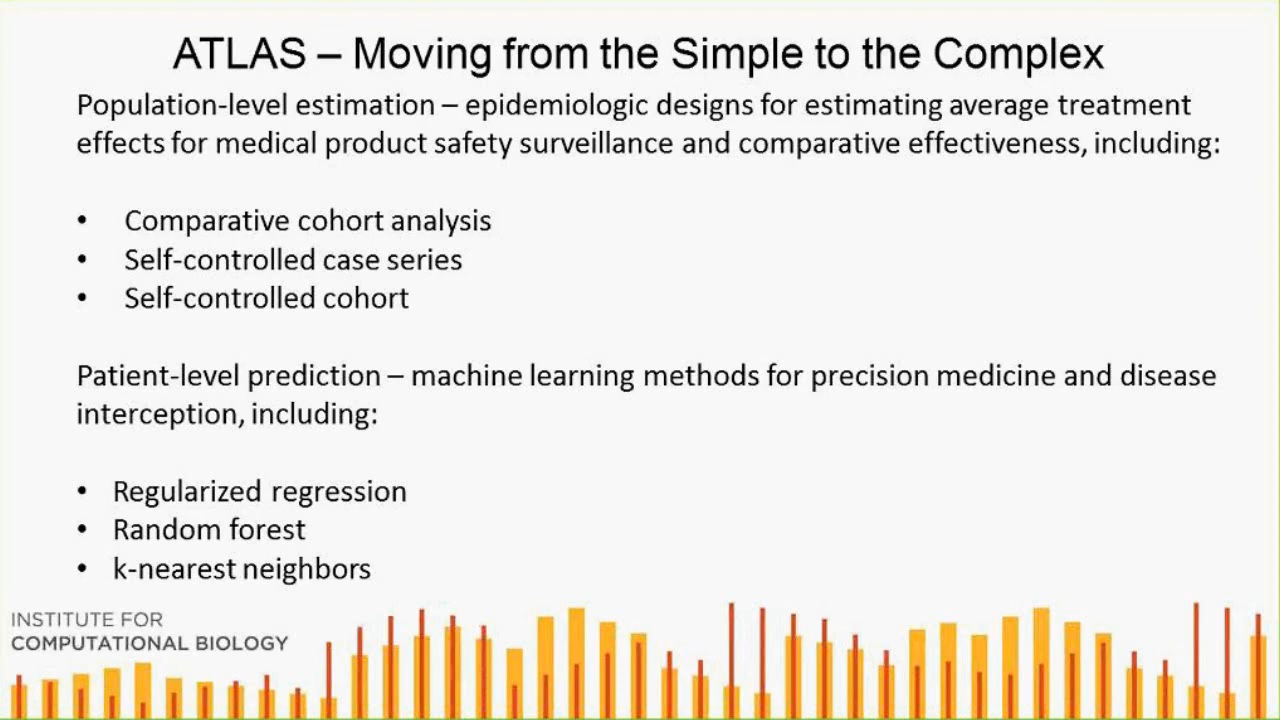 ATLAS – Moving from the Simple to the Complex
Population-level estimation – epidemiologic designs for estimating average treatment
effects for medical product safety surveillance and comparative effectiveness, including:
• Comparative cohort analysis
• Self-controlled case series
• Self-controlled cohort
Patient-level prediction – machine learning methods for precision medicine and disease
interception, including:
• Regularized regression
• Random forest
• k-nearest neighbors
INSTITUTE FOR
COMPUTATIONAL BIOLOGY